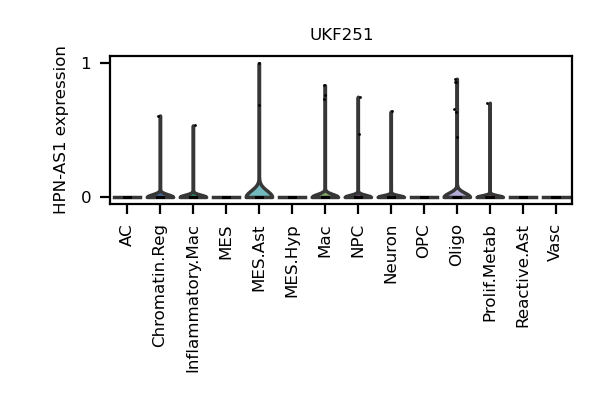 UKF251
HPN-AS1 expression
1
0
AC
Chromatin.Reg
Inflammatory.Mac
MES
MES.Ast
MES.Hyp
Mac
NPC
Neuron
OPC
Oligo
Prolif.Metab
Reactive.Ast
Vasc